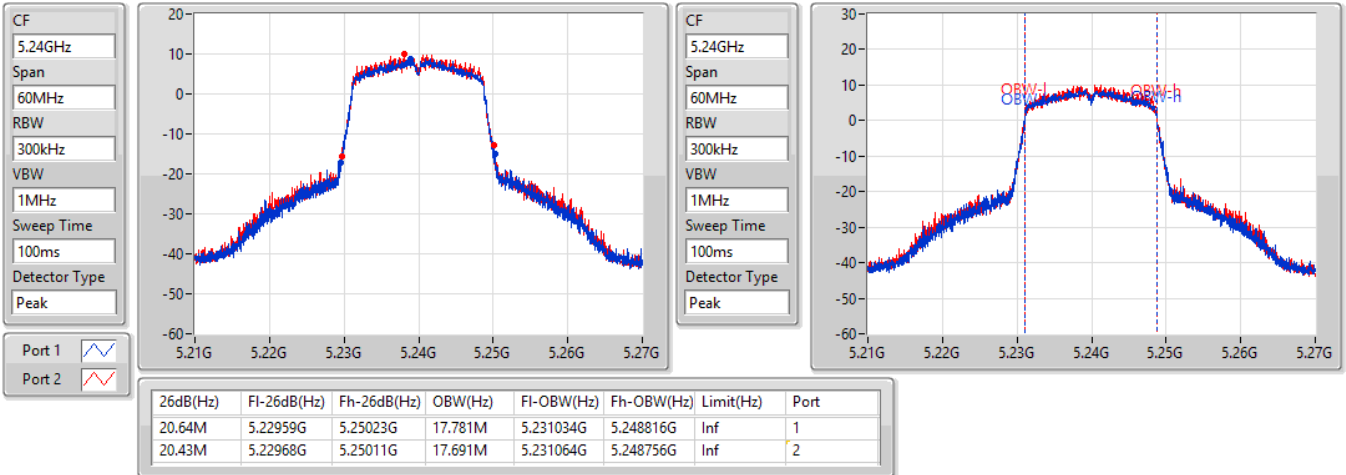 CF
5.24GHz
Span
60MHz
RBW
300kHz
VBW
1MHz
Sweep Time
100ms
Detector Type
Peak
Port 1
Port 2
20
10
0
-10
-20
-30
-40
-50
-60
5.21G 5.22G 5.23G 5.24G 5.25G 5.26G 5.27G
CF
5.24GHz
Span
60MHz
RBW
300kHz
VBW
1MHz
Sweep Time
100ms
Detector Type
Peak
30
20
10
0
-10
-20
-30
-40
-50
-60
OBW-l OBW-h
5.21G 5.22G 5.23G 5.24G 5.25G 5.26G 5.27G
26dB(Hz) Fl-26dB(Hz) Fh-26dB(Hz) OBW(Hz) Fl-OBW(Hz) Fh-OBW(Hz) Limit(Hz) Port
20.64M 5.22959G 5.25023G 17.781M 5.231034G 5.248816G Inf 1
20.43M 5.22968G 5.25011G 17.691M 5.231064G 5.248756G Inf 2